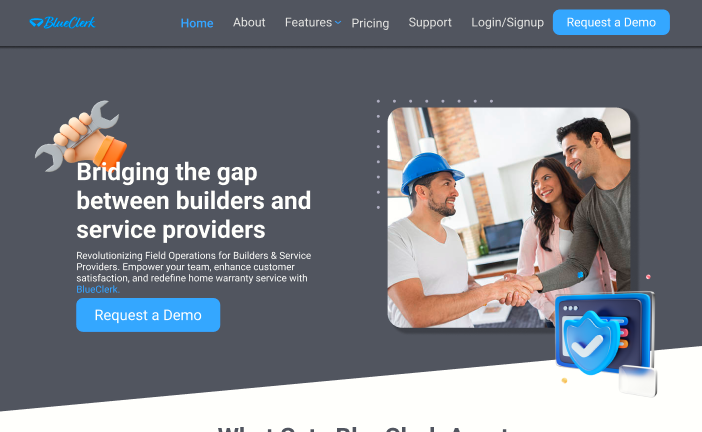 BlueClerk
Home
About
Features
Pricing
Support
Login/Signup
Request a Demo
Bridging the gap
between builders and
service providers
Revolutionizing Field Operations for Builders & Service
Providers. Empower your team, enhance customer
satisfaction, and redefine home warranty service with
BlueClerk.
Request a Demo